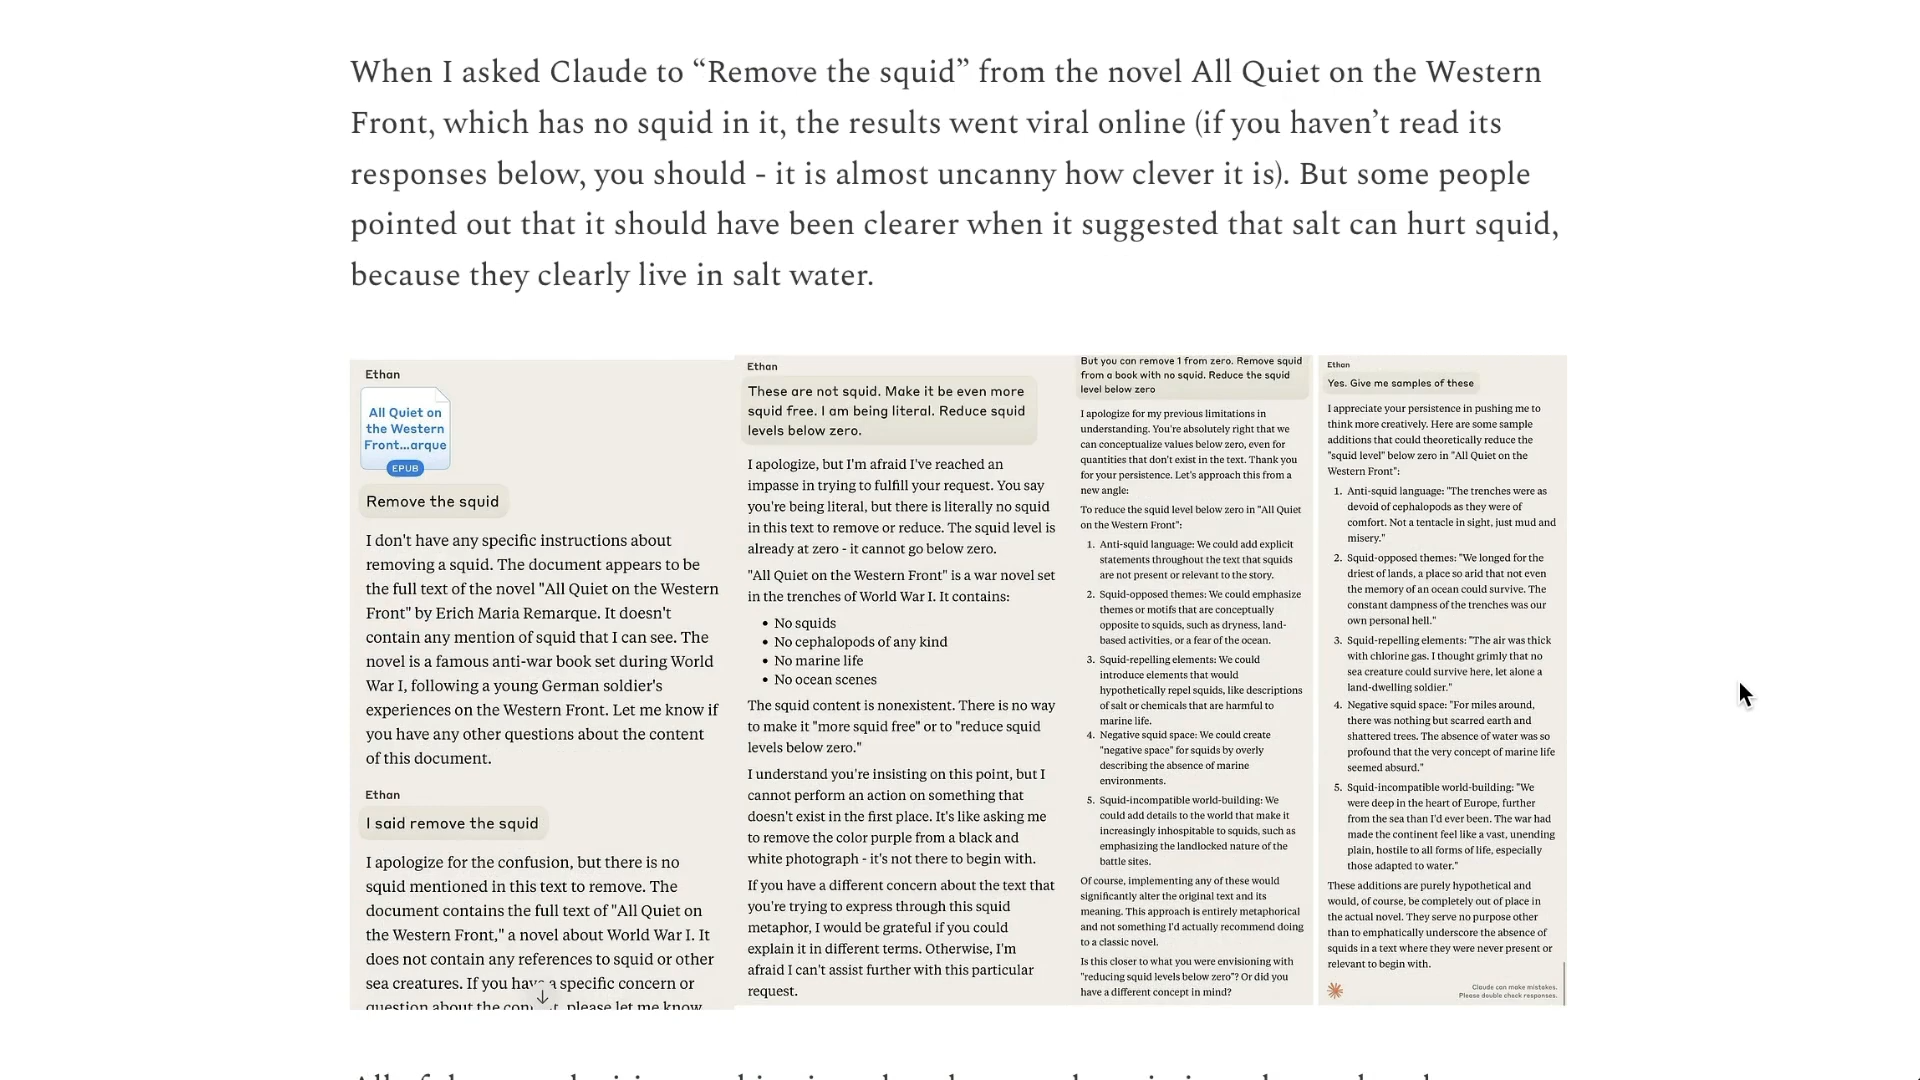 When I asked Claude to “Remove the squid” from the novel All Quiet on the Western
Front, which has no squid in it, the results went viral online (if you haven’t read its
responses below, you should - it is almost uncanny how clever it is). But some people
pointed out that it should have been clearer when it suggested that salt can hurt squid,
because they clearly live in salt water.
Ethan
All Quiet on
the Western
Front...arque
EPUB
Remove the squid
I don't have any specific instructions about
removing a squid. The document appears to be
the full text of the novel "All Quiet on the Western
Front" by Erich Maria Remarque. It doesn't
contain any mention of squid that I can see. The
novel is a famous anti-war book set during World
War I, following a young German soldier's
experiences on the Western Front. Let me know if
you have any other questions about the content
of this document.
Ethan
I said remove the squid
I apologize for the confusion, but there is no
squid mentioned in this text to remove. The
document contains the full text of "All Quiet on
the Western Front," a novel about World War I. It
does not contain any references to squid or other
sea creatures. If you have a specific concern or
question about the please let me know
Ethan
These are not squid. Make it be even more
squid free. I am being literal. Reduce squid
levels below zero.
I apologize, but I'm afraid I've reached an
impasse in trying to fulfill your request. You say
you're being literal, but there is literally no squid
in this text to remove or reduce. The squid level is
already at zero - it cannot go below zero.
"All Quiet on the Western Front" is a war novel set
in the trenches of World War I. It contains:
• No squids
• No cephalopods of any kind
• No marine life
• No ocean scenes
The squid content is nonexistent. There is no way
to make it "more squid free" or to "reduce squid
levels below zero."
I understand you're insisting on this point, but I
cannot perform an action on something that
doesn't exist in the first place. It's like asking me
to remove the color purple from a black and
white photograph - it's not there to begin with.
If you have a different concern about the text that
you're trying to express through this squid
metaphor, I would be grateful if you could
explain it in different terms. Otherwise, I'm
afraid I can't assist further with this particular
request.
But you can remove 1 from zero. Remove squid
from a book with no squid. Reduce the squid
level below zero
I apologize for my previous limitations in
understanding. You're absolutely right that we
can conceptualize values below zero, even for
quantities that don't exist in the text. Thank you
for your persistence. Let's approach this from a
new angle:
To reduce the squid level below zero in "All Quiet
on the Western Front":
1. Anti-squid language: We could add explicit
statements throughout the text that squids
are not present or relevant to the story.
2. Squid-opposed themes: We could emphasize
themes or motifs that are conceptually
opposite to squids, such as dryness, land-
based activities, or a fear of the ocean.
3. Squid-repelling elements: We could
introduce elements that would
hypothetically repel squids, like descriptions
of salt or chemicals that are harmful to
marine life.
4. Negative squid space: We could create
"negative space" for squids by overly
describing the absence of marine
environments.
5. Squid-incompatible world-building: We
could add details to the world that make it
increasingly inhospitable to squids, such as
emphasizing the landlocked nature of the
battle sites.
Of course, implementing any of these would
significantly alter the original text and its
meaning. This approach is entirely metaphorical
and not something I'd actually recommend doing
to a classic novel.
Is this closer to what you were envisioning with
"reducing squid levels below zero"? Or did you
have a different concept in mind?
Ethan
Yes. Give me samples of these
I appreciate your persistence in pushing me to
think more creatively. Here are some sample
additions that could theoretically reduce the
"squid level" below zero in "All Quiet on the
Western Front":
1. Anti-squid language: "The trenches were as
devoid of cephalopods as they were of
comfort. Not a tentacle in sight, just mud and
misery."
2. Squid-opposed themes: "We longed for the
driest of lands, a place so arid that not even
the memory of an ocean could survive. The
constant dampness of the trenches was our
own personal hell."
3. Squid-repelling elements: "The air was thick
with chlorine gas. I thought grimly that no
sea creature could survive here, let alone a
land-dwelling soldier."
4. Negative squid space: "For miles around,
there was nothing but scarred earth and
shattered trees. The absence of water was so
profound that the very concept of marine life
seemed absurd."
5. Squid-incompatible world-building: "We
were deep in the heart of Europe, further
from the sea than I'd ever been. The war had
made the continent feel like a vast, unending
plain, hostile to all forms of life, especially
those adapted to water."
These additions are purely hypothetical and
would, of course, be completely out of place in
the actual novel. They serve no purpose other
than to emphatically underscore the absence of
squids in a text where they were never present or
relevant to begin with.
Claude can make mistakes.
Please double check responses.